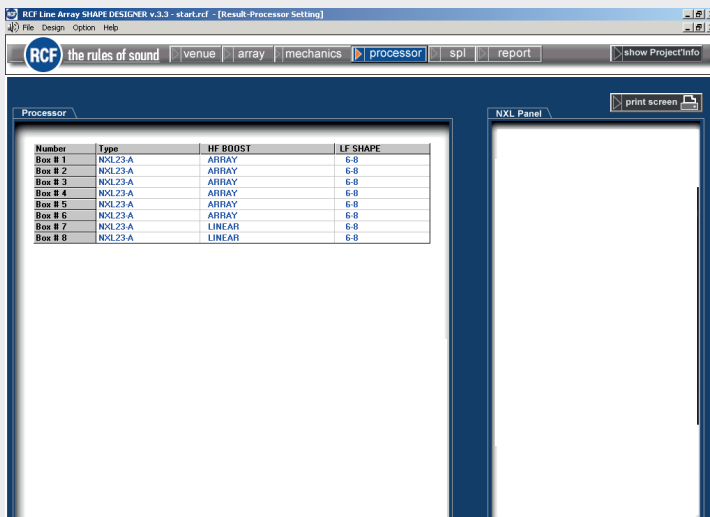 RCF Line Array SHAPE DESIGNER v.3.3 - start.rcf - [Result-Processor Setting]
File Design Option Help
RCF the rules of sound venue array mechanics processor spl report show Project'Info
print screen
Processor NXL Panel
Number Type HF BOOST LF SHAPE
Box # 1 NXL23-A ARRAY 6-8
Box # 2 NXL23-A ARRAY 6-8
Box # 3 NXL23-A ARRAY 6-8
Box # 4 NXL23-A ARRAY 6-8
Box # 5 NXL23-A ARRAY 6-8
Box # 6 NXL23-A ARRAY 6-8
Box # 7 NXL23-A LINEAR 6-8
Box # 8 NXL23-A LINEAR 6-8